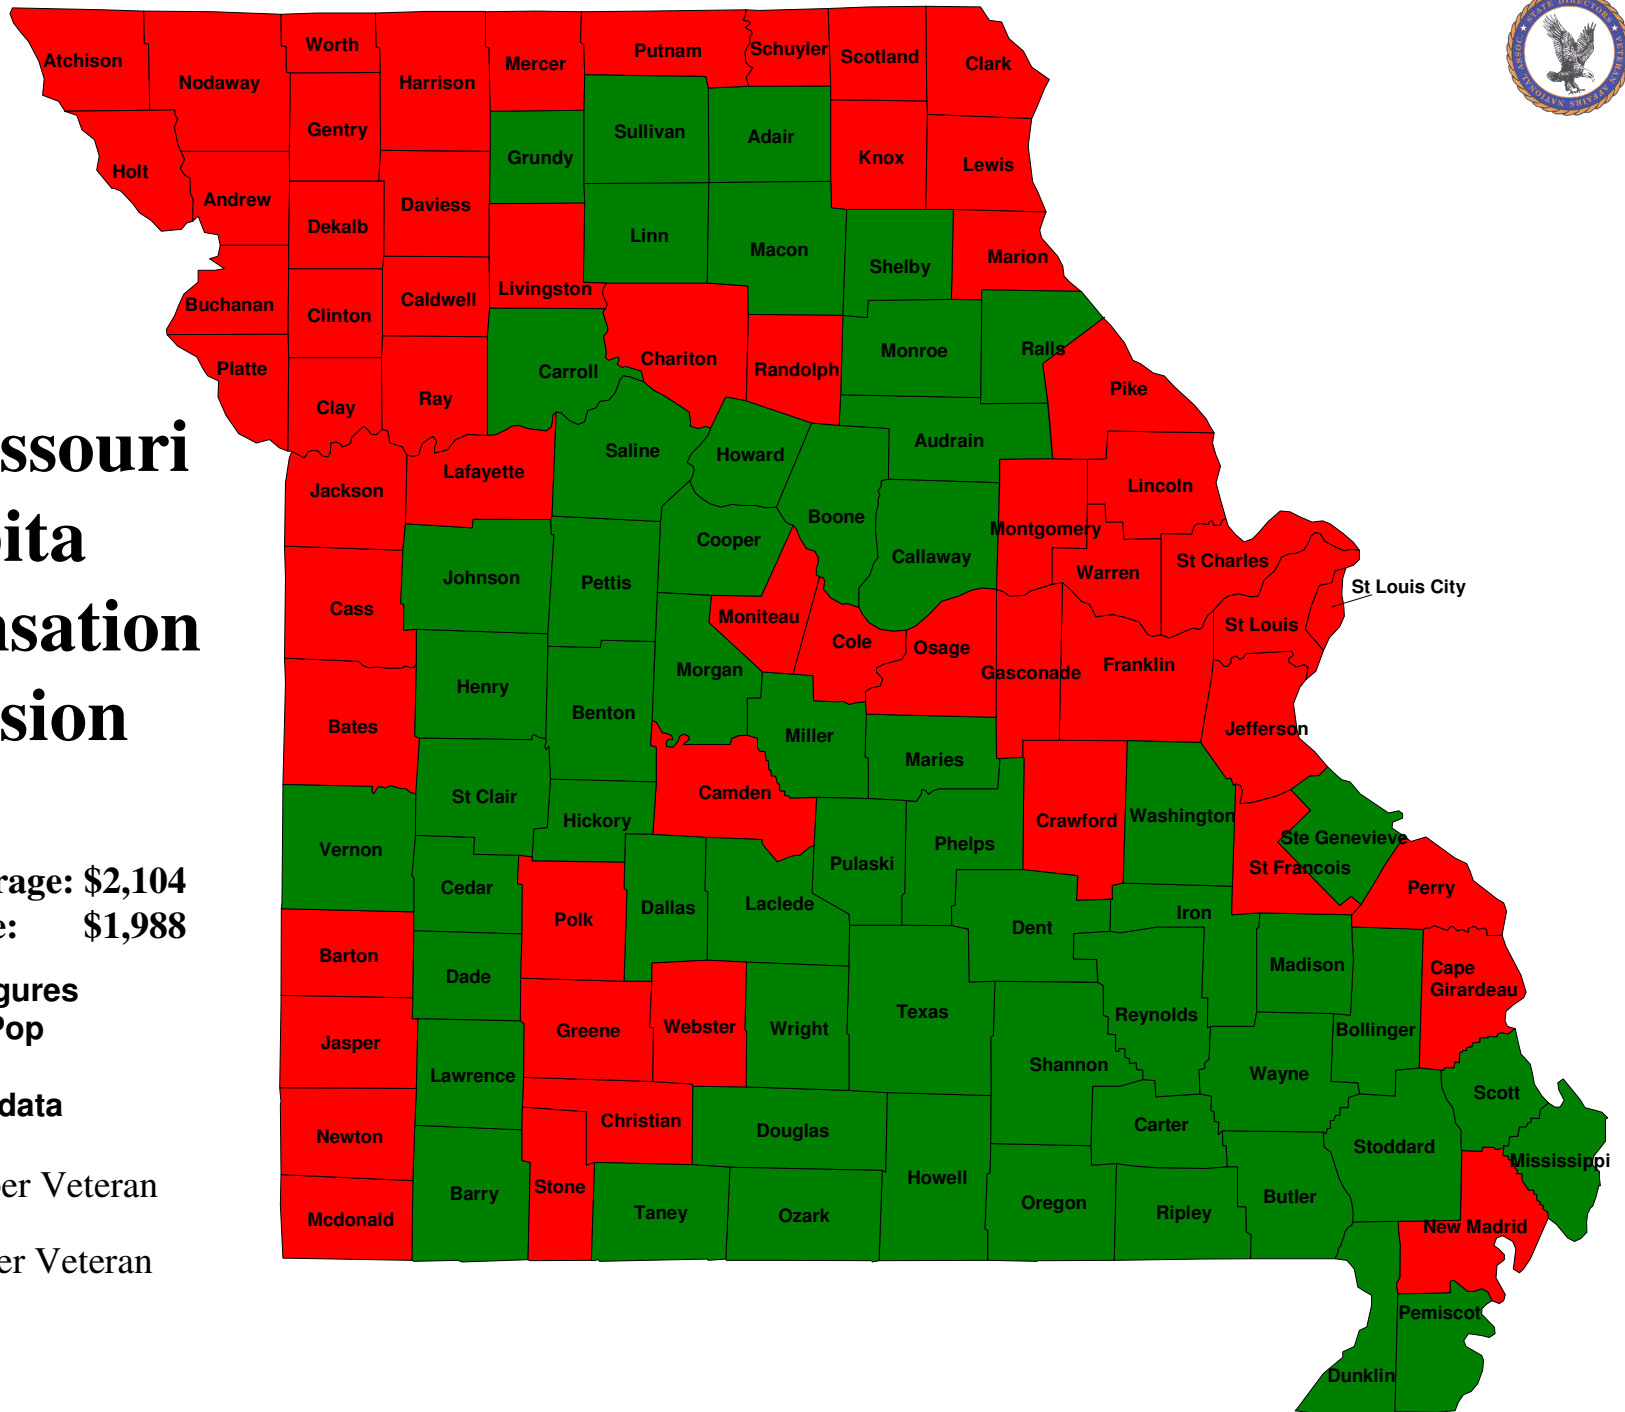 ssouri
ita
nsation
sion
rage: $2,104
e: $1,988
gures
Pop
data
per Veteran
er Veteran
NATIONAL ASSOC. STATE DIRECTORS VETERAN AFFAIRS
Atchison
Nodaway
Worth
Harrison
Mercer
Putnam
Schuyler
Scotland
Clark
Gentry
Holt
Andrew
Dekalb
Daviess
Grundy
Sullivan
Adair
Knox
Lewis
Linn
Macon
Shelby
Marion
Buchanan
Clinton
Caldwell
Livingston
Platte
Clay
Ray
Carroll
Chariton
Randolph
Monroe
Ralls
Pike
Audrain
Jackson
Lafayette
Saline
Howard
Boone
Callaway
Montgomery
Lincoln
Warren
St Charles
St Louis City
St Louis
Cass
Johnson
Pettis
Cooper
Moniteau
Cole
Osage
Gasconade
Franklin
Jefferson
Bates
Henry
Benton
Morgan
Miller
Maries
Vernon
St Clair
Hickory
Camden
Pulaski
Phelps
Crawford
Washington
Ste Genevieve
St Francois
Perry
Cedar
Polk
Dallas
Laclede
Dent
Iron
Madison
Cape
Girardeau
Barton
Dade
Greene
Webster
Wright
Texas
Shannon
Reynolds
Bollinger
Jasper
Lawrence
Christian
Douglas
Wayne
Scott
Newton
Barry
Stone
Taney
Ozark
Howell
Oregon
Carter
Ripley
Butler
Stoddard
Mississippi
Mcdonald
New Madrid
Pemiscot
Dunklin